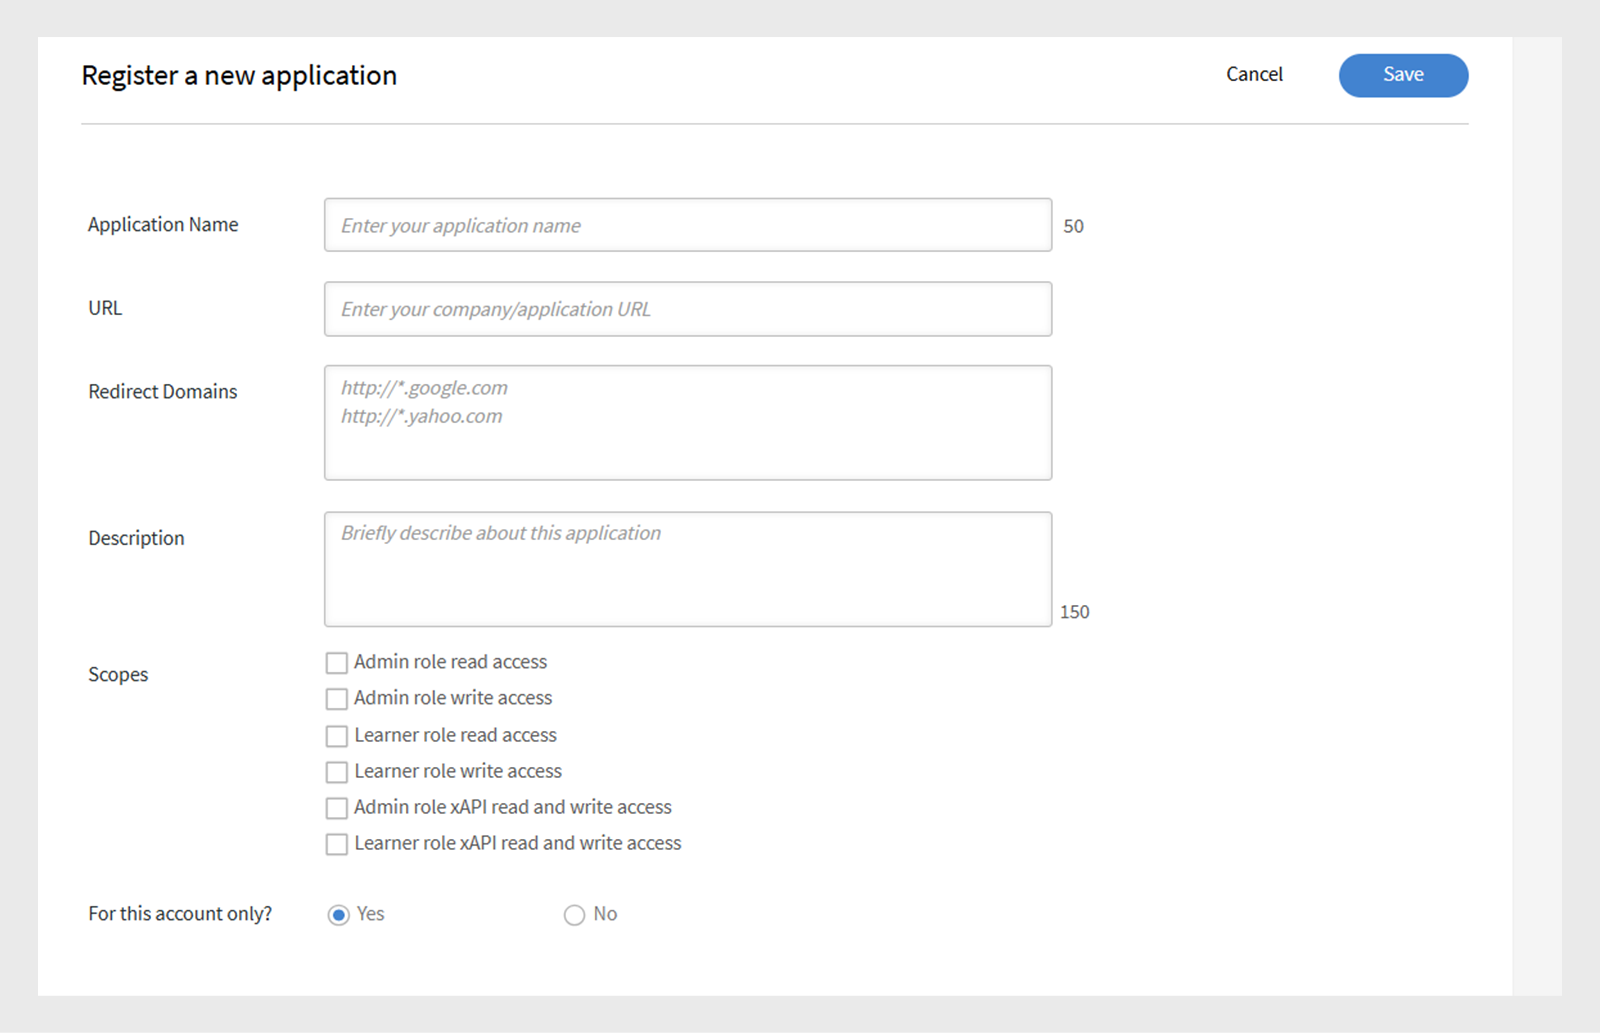 Register a new application
Cancel
Save
Application Name
Enter your application name
50
URL
Enter your company/application URL
Redirect Domains
http://*.google.com
http://*.yahoo.com
Description
Briefly describe about this application
150
Scopes
Admin role read access
Admin role write access
Learner role read access
Learner role write access
Admin role xAPI read and write access
Learner role xAPI read and write access
For this account only?
Yes
No